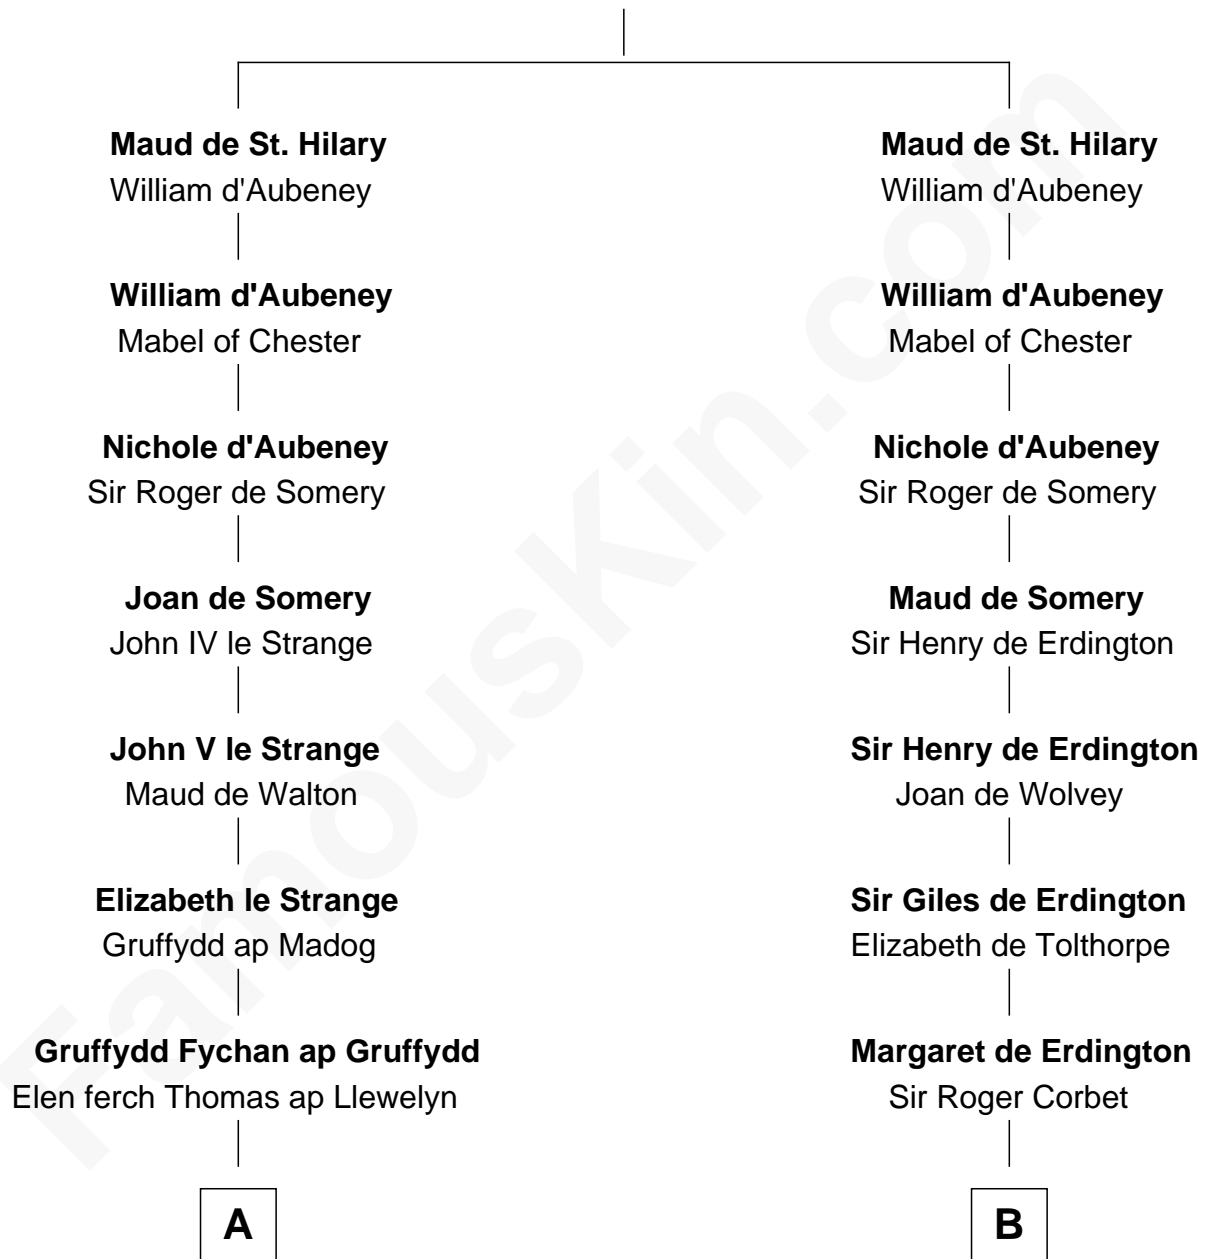 Maud de St. Hilary
William d'Aubeney
William d'Aubeney
Mabel of Chester
Nichole d'Aubeney
Sir Roger de Somery
Joan de Somery
John IV le Strange
John V le Strange
Maud de Walton
Elizabeth le Strange
Gruffydd ap Madog
Gruffydd Fychan ap Gruffydd
Elen ferch Thomas ap Llewelyn
A
Maud de St. Hilary
William d'Aubeney
William d'Aubeney
Mabel of Chester
Nichole d'Aubeney
Sir Roger de Somery
Maud de Somery
Sir Henry de Erdington
Sir Henry de Erdington
Joan de Wolvey
Sir Giles de Erdington
Elizabeth de Tolthorpe
Margaret de Erdington
Sir Roger Corbet
B
FamousKin.com